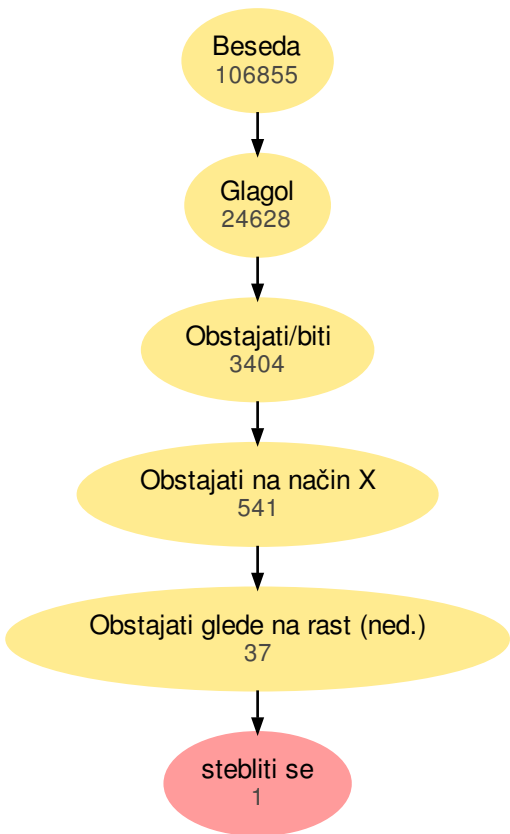 Beseda
106855
Glagol
24628
Obstajati/biti
3404
Obstajati na način X
541
Obstajati glede na rast (ned.)
37
stebliti se
1